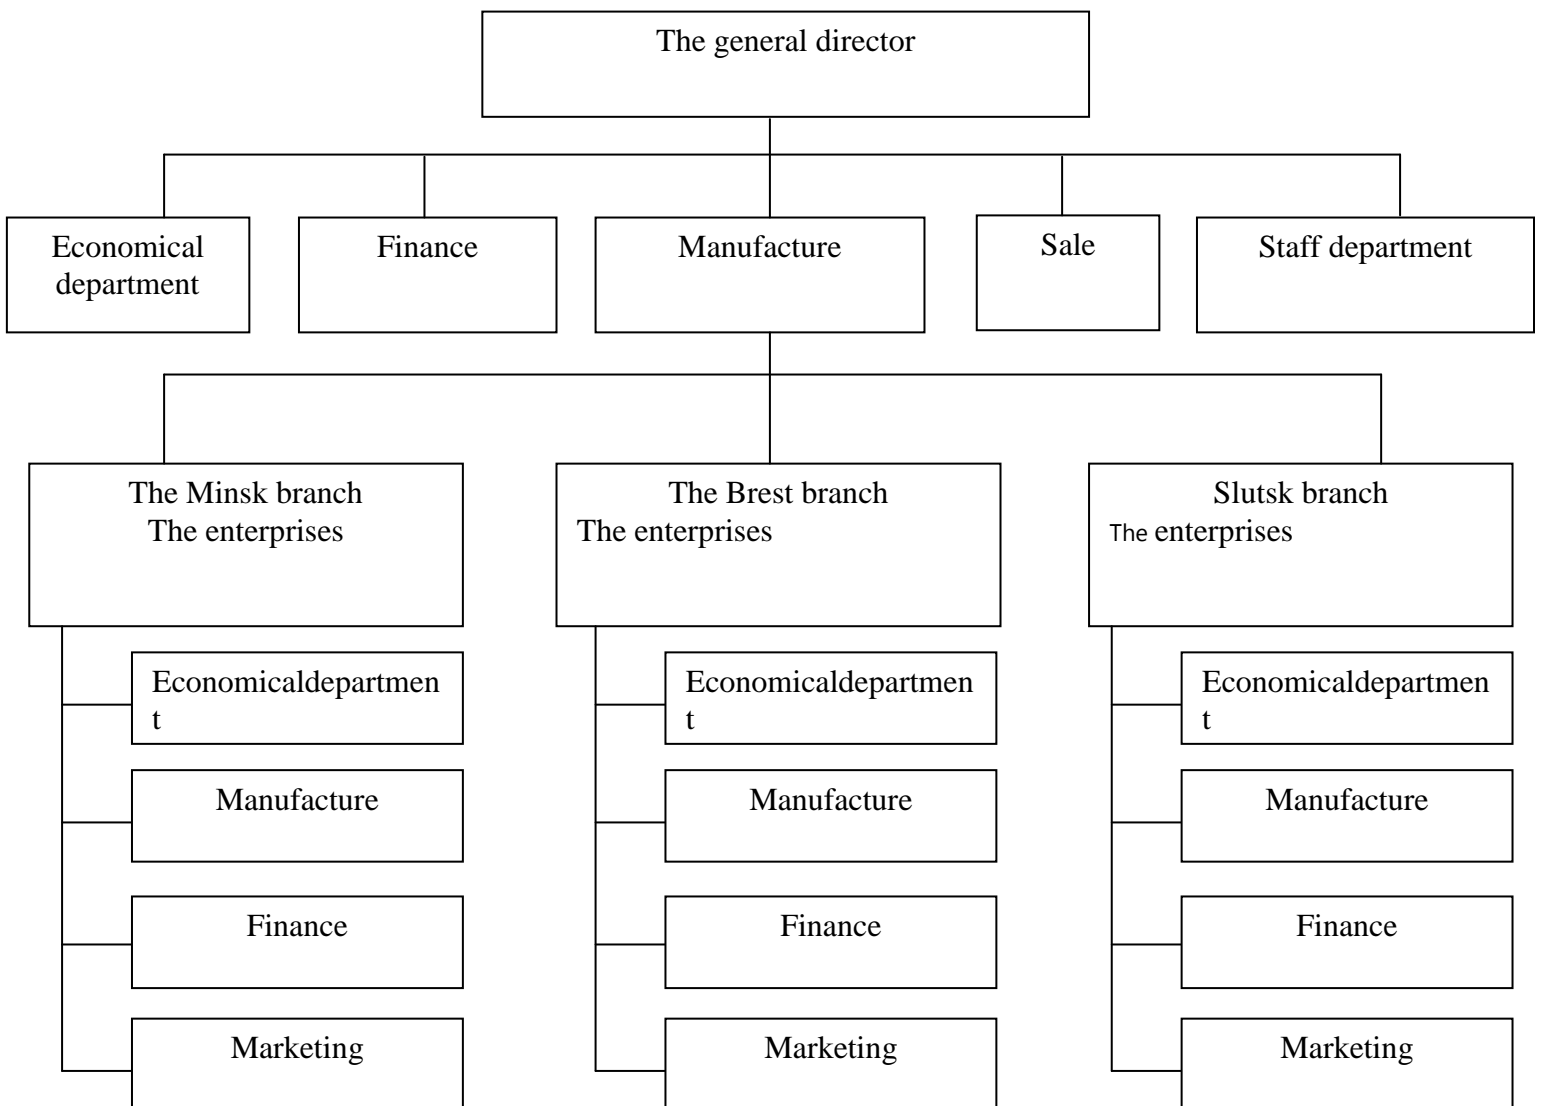 The general director
Economical
department
Finance
Manufacture
Sale
Staff department
The Minsk branch
The enterprises
The Brest branch
The enterprises
Slutsk branch
The enterprises
Economicaldepartmen
t
Economicaldepartmen
t
Economicaldepartmen
t
Manufacture
Manufacture
Manufacture
Finance
Finance
Finance
Marketing
Marketing
Marketing